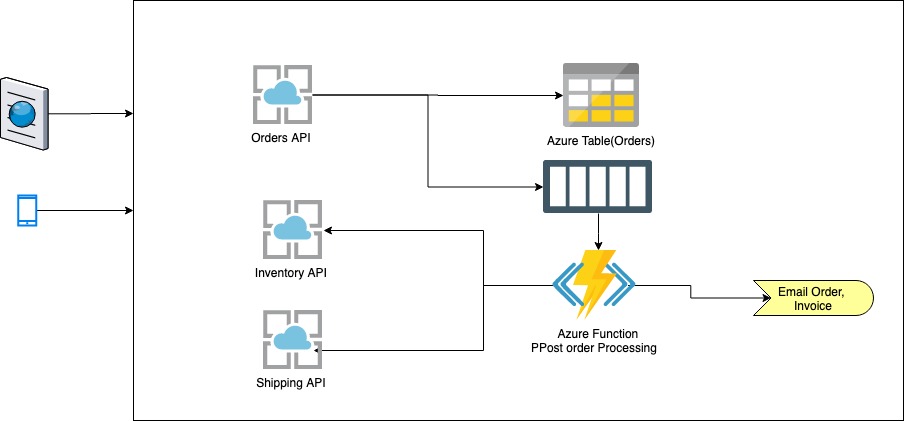 Orders API
Azure Table(Orders)
Inventory API
Email Order,
Invoice
Azure Function
PPost order Processing
Shipping API